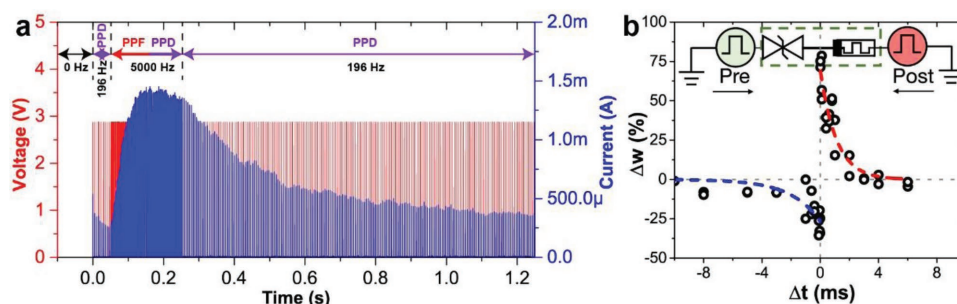 a
5
4
3
2
1
0
Voltage (V)
0 Hz
PPD
196 Hz
PPF
PPD
5000 Hz
PPD
196 Hz
2.0m
1.5m
1.0m
500.0µ
0.0
Current (A)
0.0
0.2
0.4
0.6
0.8
1.0
1.2
Time (s)
b
75
50
25
0
-25
-50
Δw (%)
Pre
Post
-8
-4
0
4
8
Δt (ms)